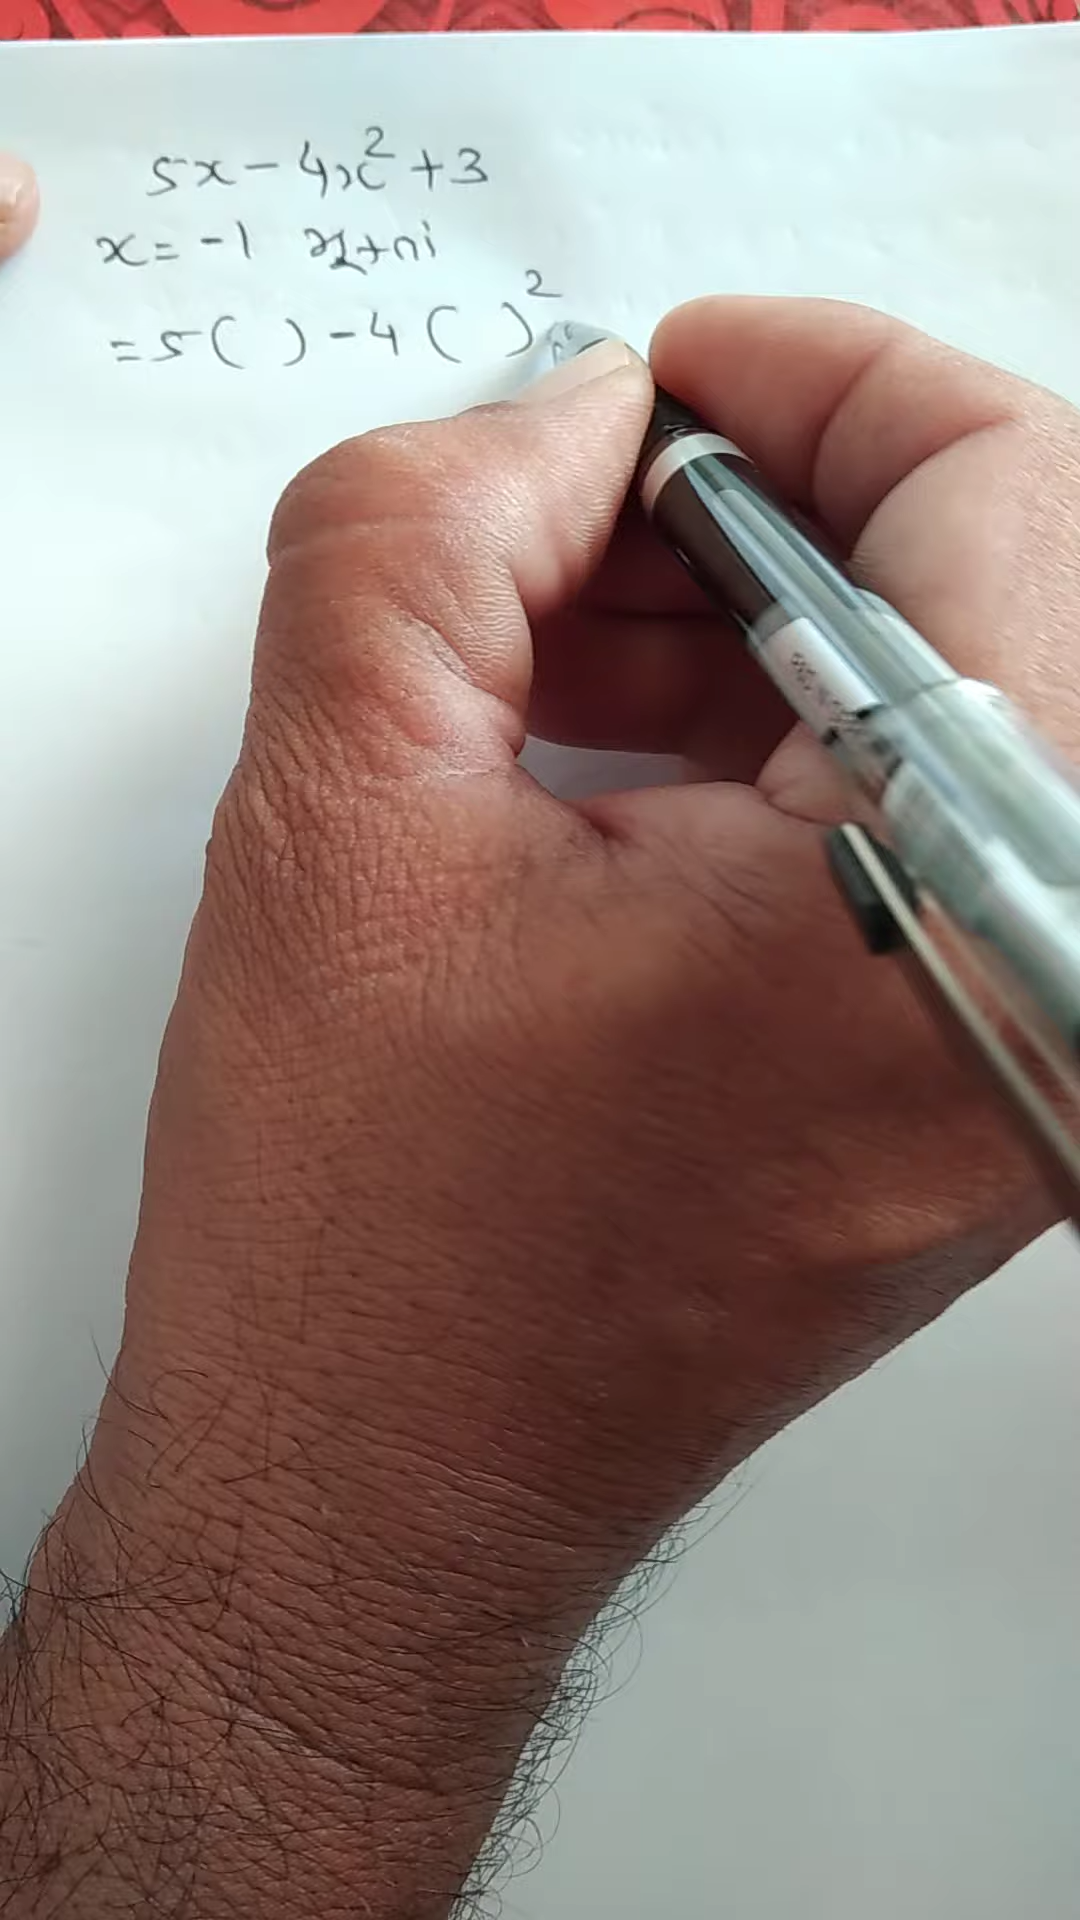 5x - 4x² + 3
x = -1
= 5( ) - 4( )²